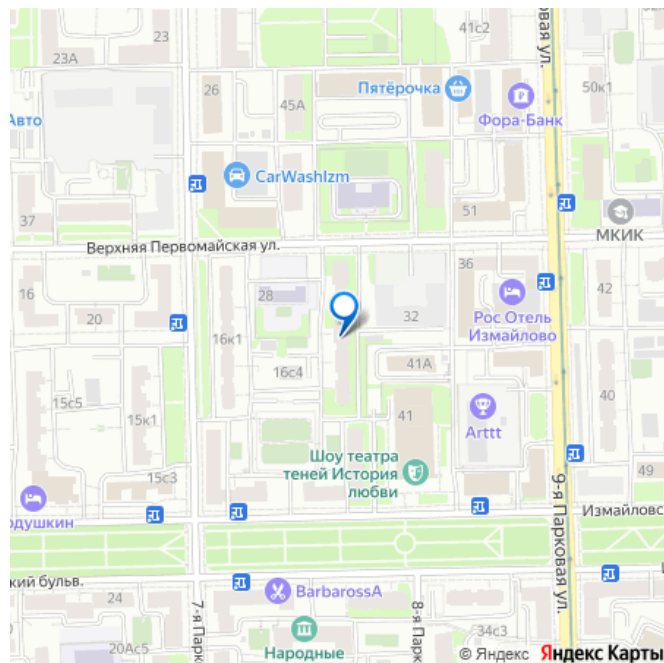 23
23А
41с2
овая ул.
26
45А
Пятёрочка
50к1
Фора-Банк
Авто
CarWashIzm
37
51
МКИК
Верхняя Первомайская ул.
16
28
36
42
20
32
Рос Отель
Измайлово
16к1
41А
16с4
15с5
40
15к1
41
Arttt
Шоу театра
теней История
любви
15с3
49
одушкин
Измайловс
9-я Парковая ул.
кий бульв.
24
BarbarossA
7-я Парк
8-я Парк
20Ас5
Народные
34с3
© Яндекс Яндекс Карты